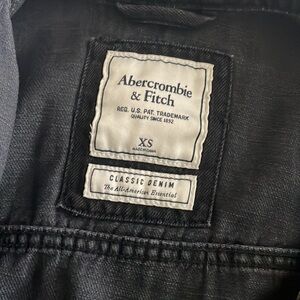 Abercrombie
& Fitch
REG. U.S. PAT. TRADEMARK
QUALITY SINCE 1892
XS
CLASSIC DENIM
The All-American Essential